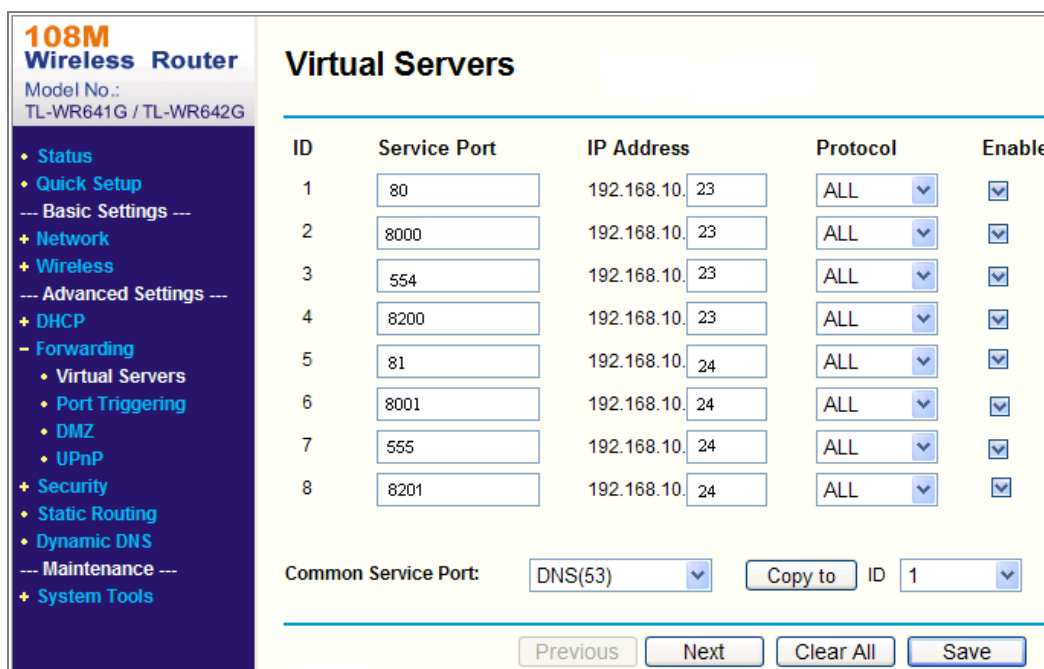 108M
Wireless Router
Model No.:
TL-WR641G / TL-WR642G
• Status
• Quick Setup
--- Basic Settings ---
+ Network
+ Wireless
--- Advanced Settings ---
+ DHCP
– Forwarding
• Virtual Servers
• Port Triggering
• DMZ
• UPnP
+ Security
• Static Routing
• Dynamic DNS
--- Maintenance ---
+ System Tools
Virtual Servers
ID Service Port IP Address Protocol Enable
1 80 192.168.10. 23 ALL
2 8000 192.168.10. 23 ALL
3 554 192.168.10. 23 ALL
4 8200 192.168.10. 23 ALL
5 81 192.168.10. 24 ALL
6 8001 192.168.10. 24 ALL
7 555 192.168.10. 24 ALL
8 8201 192.168.10. 24 ALL
Common Service Port: DNS(53) Copy to ID 1
Previous Next Clear All Save